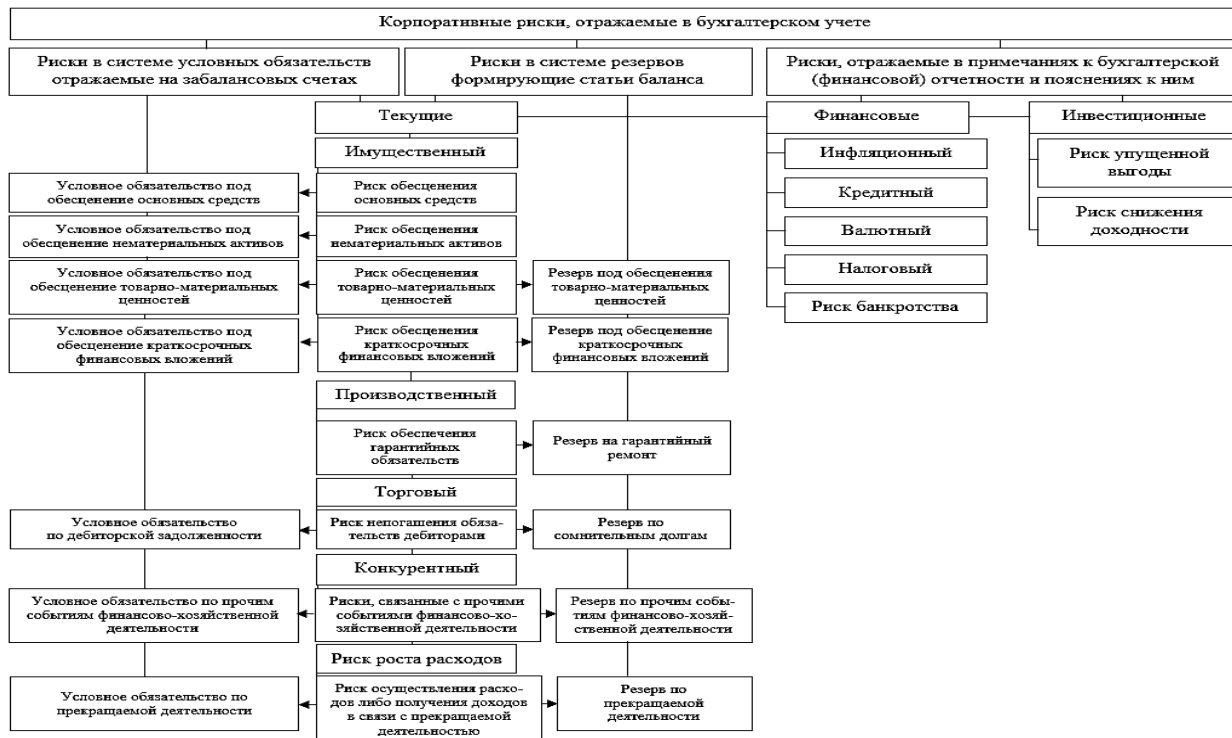 Корпоративные риски, отражаемые в бухгалтерском учете
Риски в системе условных обязательств
отражаемые на забалансовых счетах
Риски в системе резервов
формирующие статьи баланса
Риски, отражаемые в примечаниях к бухгалтерской
(финансовой) отчетности и пояснениях к ним
Текущие
Финансовые
Инвестиционные
Имущественный
Инфляционный
Кредитный
Валютный
Налоговый
Риск банкротства
Риск упущенной
выгоды
Риск снижения
доходности
Условное обязательство под
обесценение основных средств
Риск обесценения
основных средств
Условное обязательство под
обесценение нематериальных активов
Риск обесценения
нематериальных активов
Условное обязательство под
обесценение товарно-материальных
ценностей
Риск обесценения
товарно-материальных
ценностей
Резерв под обесценения
товарно-материальных
ценностей
Условное обязательство под
обесценение краткосрочных
финансовых вложений
Риск обесценения
краткосрочных
финансовых вложений
Резерв под обесценение
краткосрочных
финансовых вложений
Производственный
Риск обеспечения
гарантийных
обязательств
Резерв на гарантийный
ремонт
Торговый
Условное обязательство
по дебиторской задолженности
Риск непогашения обяза-
тельств дебиторами
Резерв по
сомнительным долгам
Конкурентный
Условное обязательство по прочим
событиям финансово-хозяйственной
деятельности
Риски, связанные с прочими
событиями финансово-хо-
зяйственной деятельности
Резерв по прочим собы-
тиям финансово-хозяй-
ственной деятельности
Риск роста расходов
Условное обязательство по
прекращаемой деятельности
Риск осуществления расхо-
дов либо получения доходов
в связи с прекращаемой
деятельностью
Резерв по
прекращаемой
деятельности